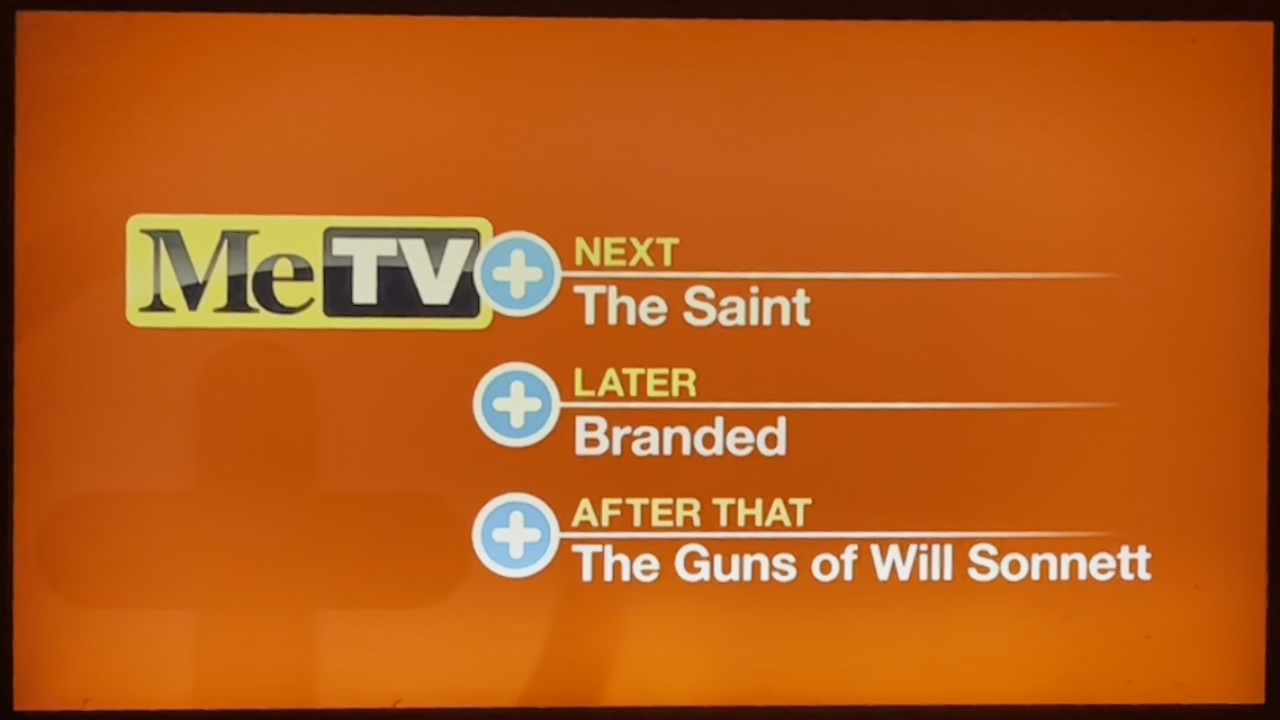 MeTV+
NEXT
The Saint
LATER
Branded
AFTER THAT
The Guns of Will Sonnett